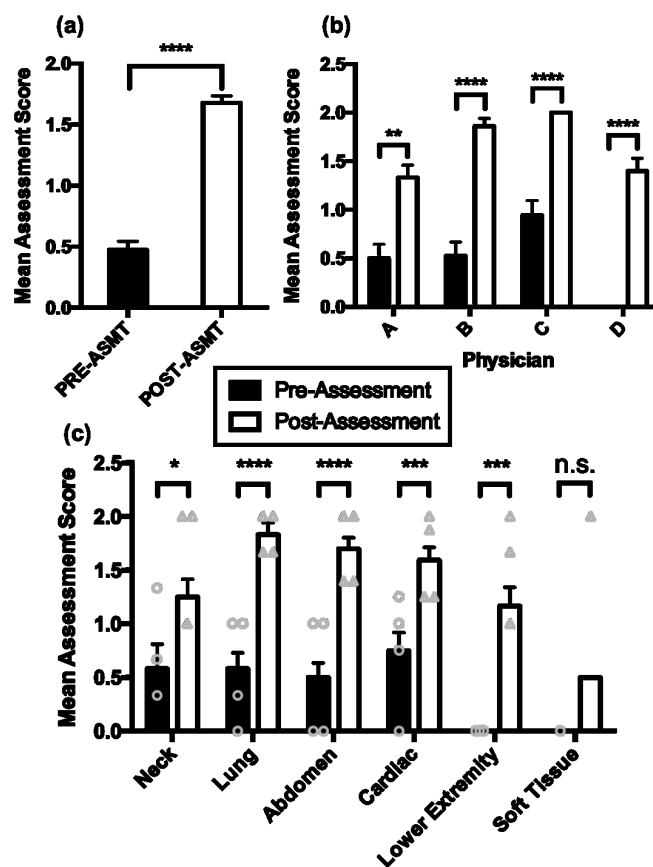 (a)
****
Mean Assessment Score
2.0
1.5
1.0
0.5
0.0
PRE-ASMT
POST-ASMT
(b)
**
****
****
****
Mean Assessment Score
2.5
2.0
1.5
1.0
0.5
0.0
A
B
C
D
Physician
Pre-Assessment
Post-Assessment
(c)
*
****
****
***
***
n.s.
Mean Assessment Score
2.5
2.0
1.5
1.0
0.5
0.0
Neck
Lung
Abdomen
Cardiac
Lower Extremity
Soft Tissue